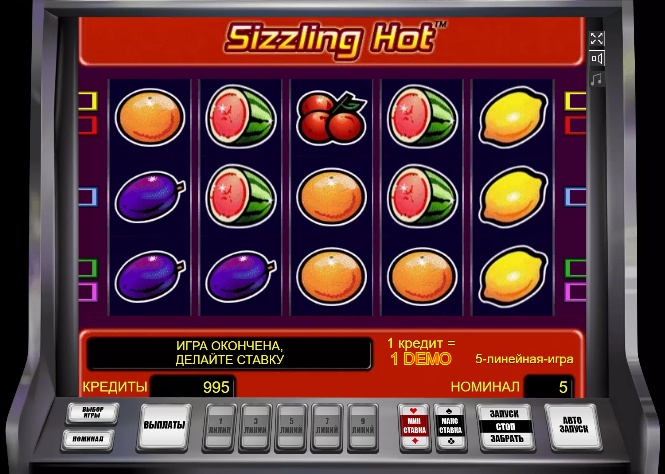 Sizzling Hot™
ИГРА ОКОНЧЕНА,
ДЕЛАЙТЕ СТАВКУ
1 кредит =
1 DEMO
5-линейная-игра
КРЕДИТЫ 995
НОМИНАЛ 5
ВЫБОР
ИГРЫ
НОМИНАЛ
ВЫПЛАТЫ
1
ЛИНИЯ
3
ЛИНИИ
5
ЛИНИЙ
7
ЛИНИЙ
9
ЛИНИЙ
МИН
СТАВКА
МАКС
СТАВКА
ЗАПУСК
СТОП
ЗАБРАТЬ
АВТО
ЗАПУСК